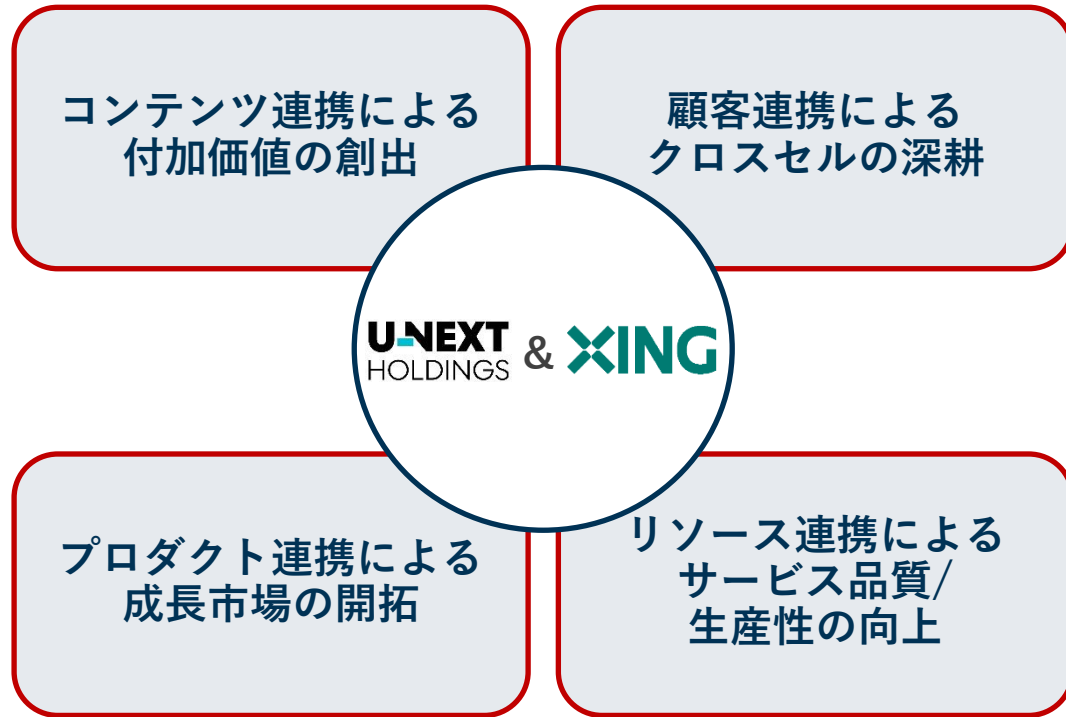 コンテンツ連携による
付加価値の創出
顧客連携による
クロスセルの深耕
U-NEXT
HOLDINGS
&
XING
プロダクト連携による
成長市場の開拓
リソース連携による
サービス品質/
生産性の向上